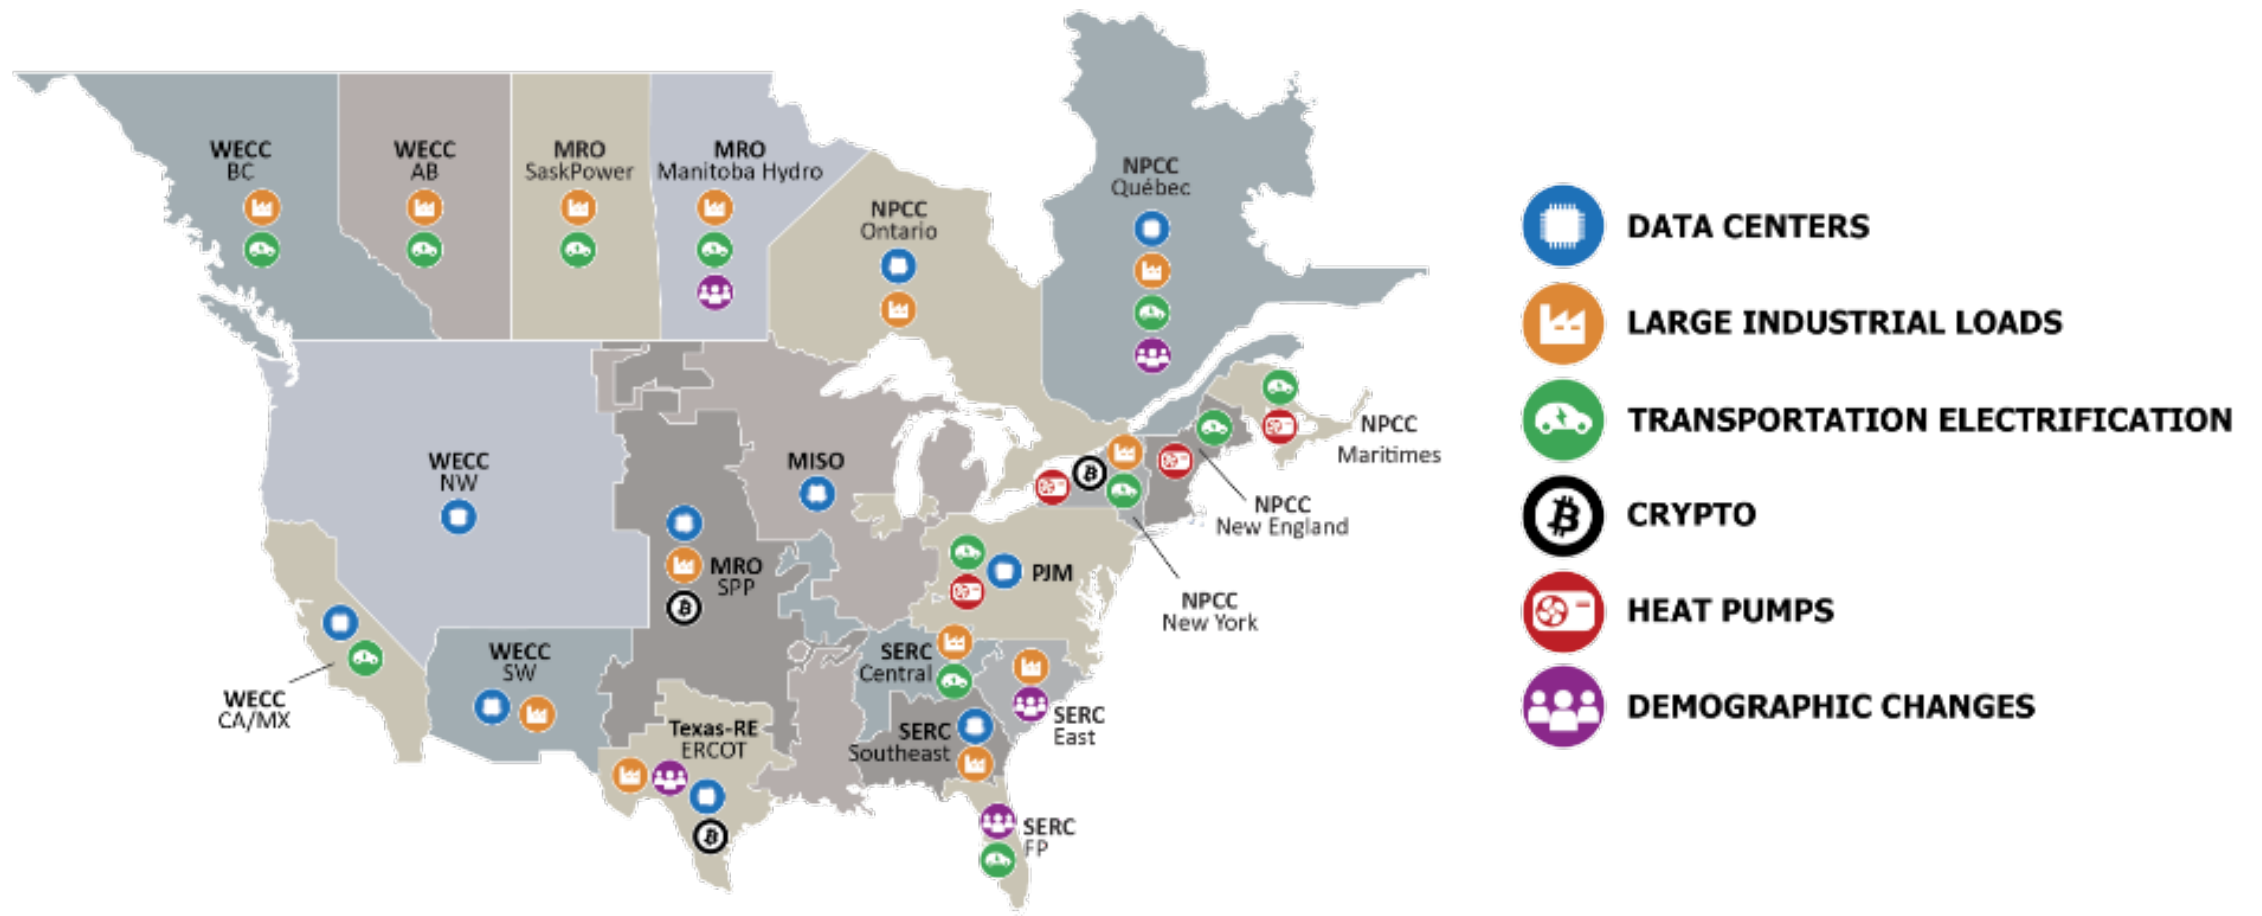 WECC
BC
WECC
AB
MRO
SaskPower
MRO
Manitoba Hydro
NPCC
Ontario
NPCC
Québec
NPCC
Maritimes
NPCC
New England
NPCC
New York
WECC
NW
MISO
MRO
SPP
PJM
WECC
CA/MX
WECC
SW
SERC
Central
SERC
East
SERC
Southeast
Texas-RE
ERCOT
SERC
FP
DATA CENTERS
LARGE INDUSTRIAL LOADS
TRANSPORTATION ELECTRIFICATION
CRYPTO
HEAT PUMPS
DEMOGRAPHIC CHANGES